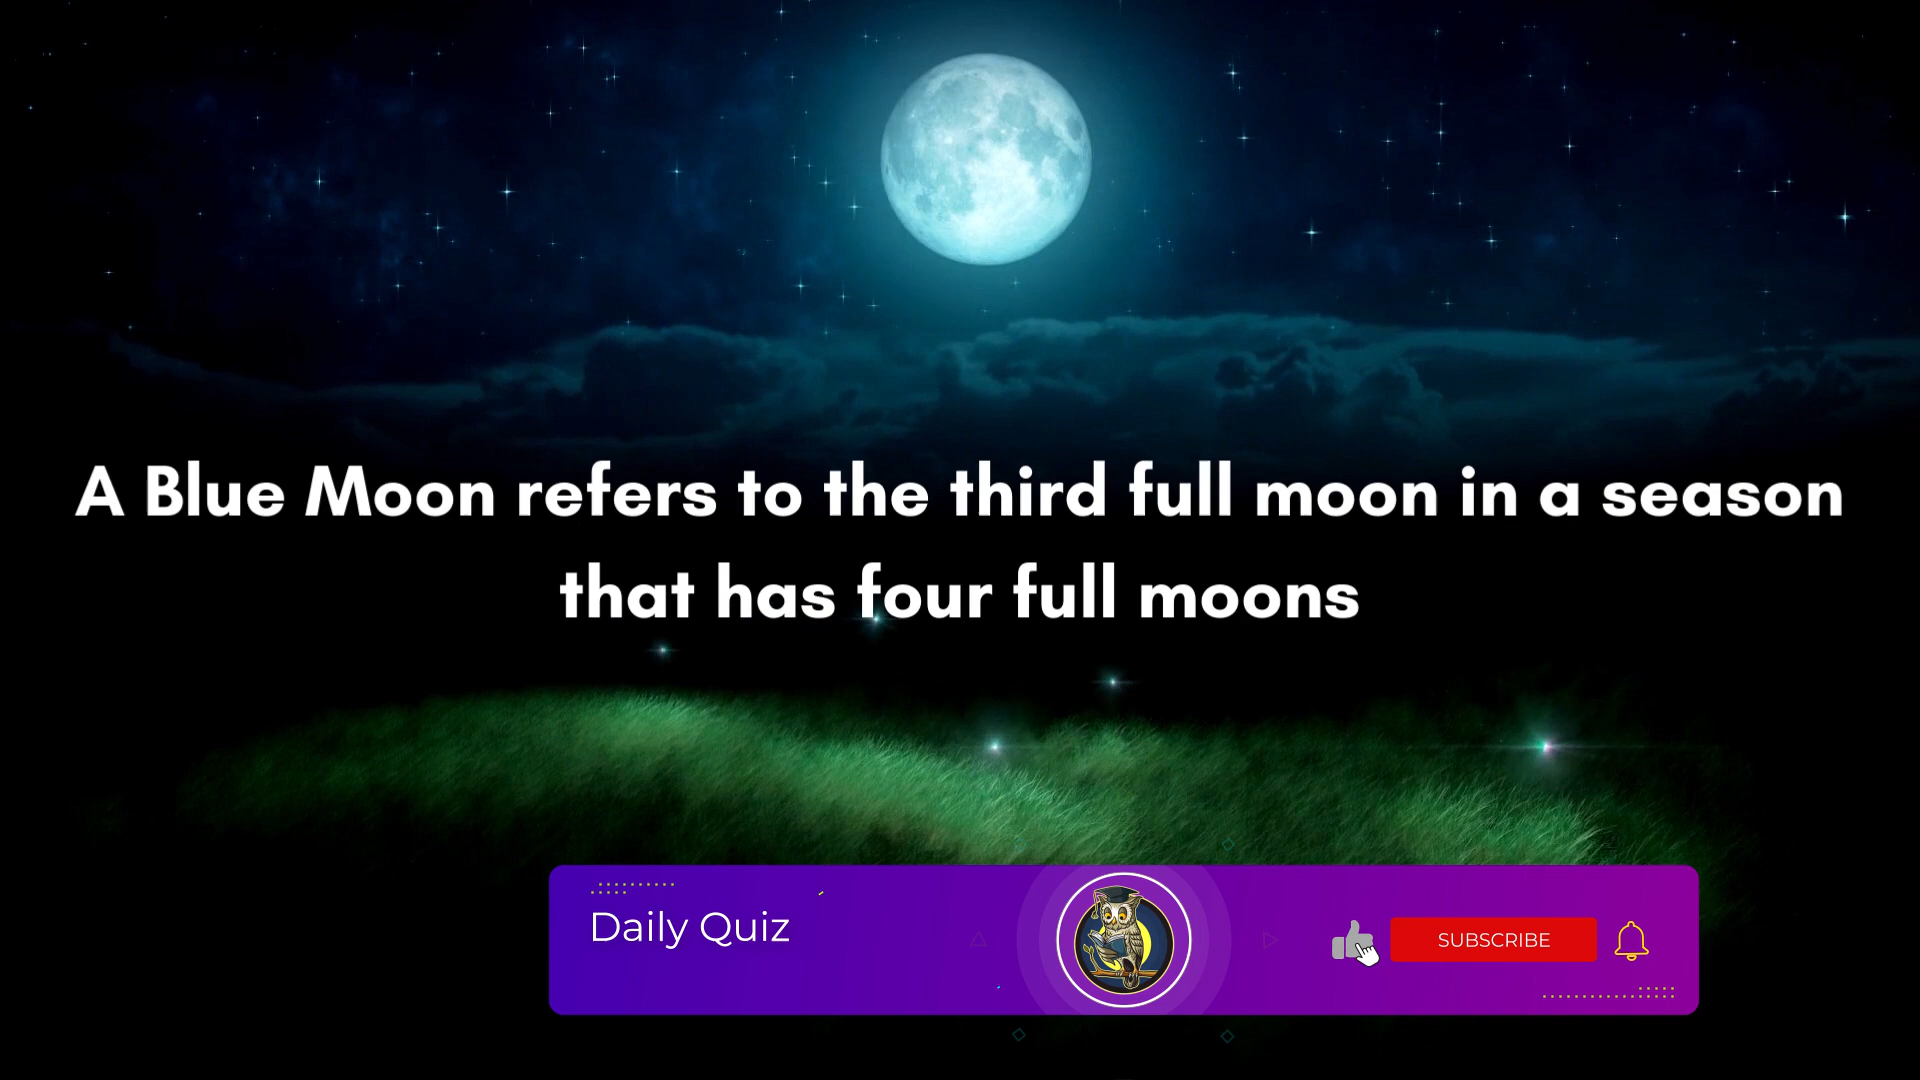 A Blue Moon refers to the third full moon in a season
that has four full moons
Daily Quiz
SUBSCRIBE